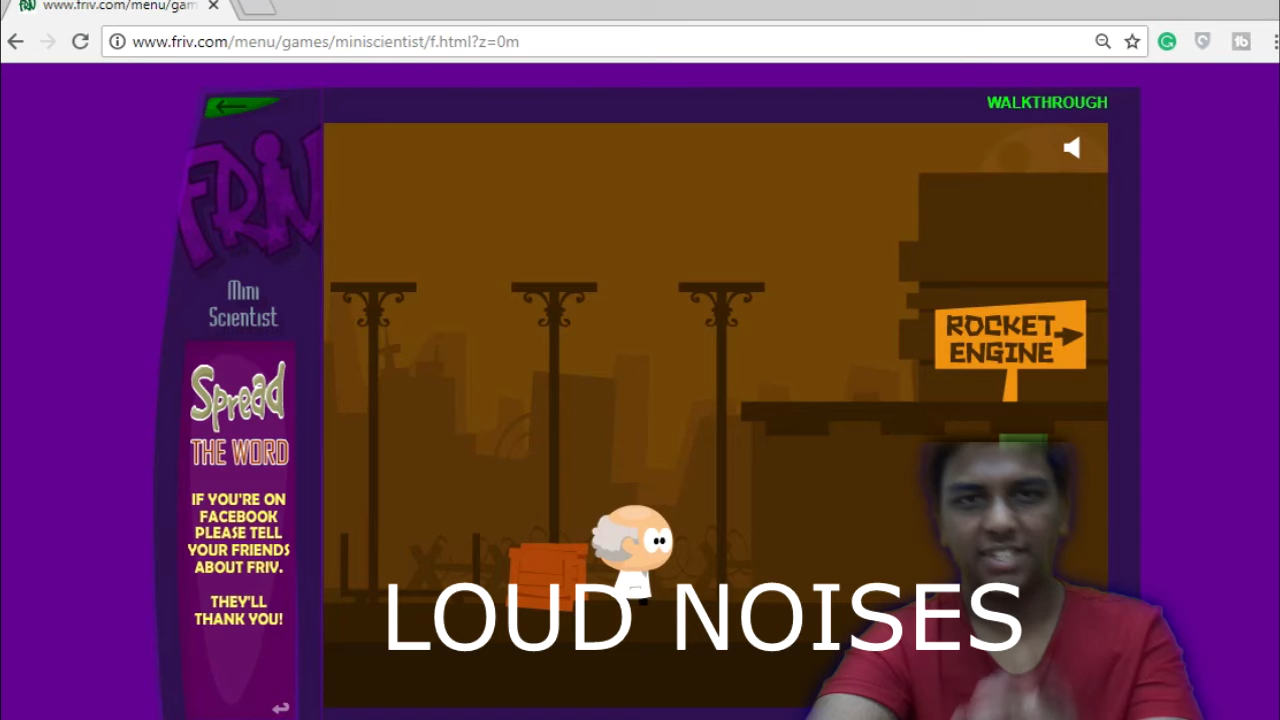 www.friv.com/menu/gam
www.friv.com/menu/games/miniscientist/f.html?z=0m
WALKTHROUGH
FRIV
Mini
Scientist
Spread
THE WORD
IF YOU'RE ON
FACEBOOK
PLEASE TELL
YOUR FRIENDS
ABOUT FRIV.
THEY'LL
THANK YOU!
ROCKET
ENGINE
LOUD NOISES